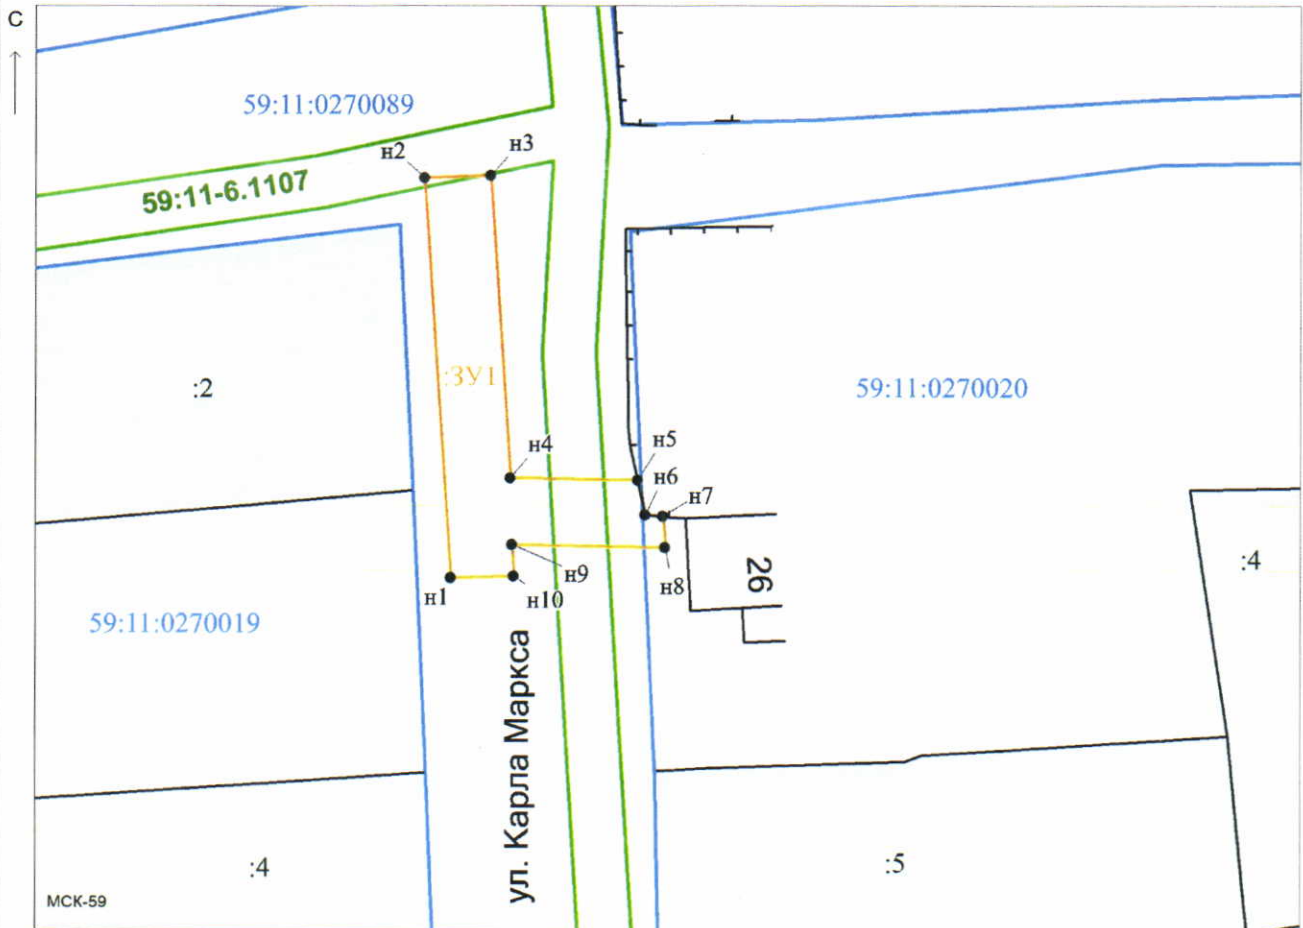 С
59:11:0270089
н2
н3
59:11-6.1107
:2
:ЗУ1
59:11:0270020
н4
н5
н6
н7
26
:4
н8
н9
н1
н10
59:11:0270019
ул. Карла Маркса
:4
:5
МСК-59